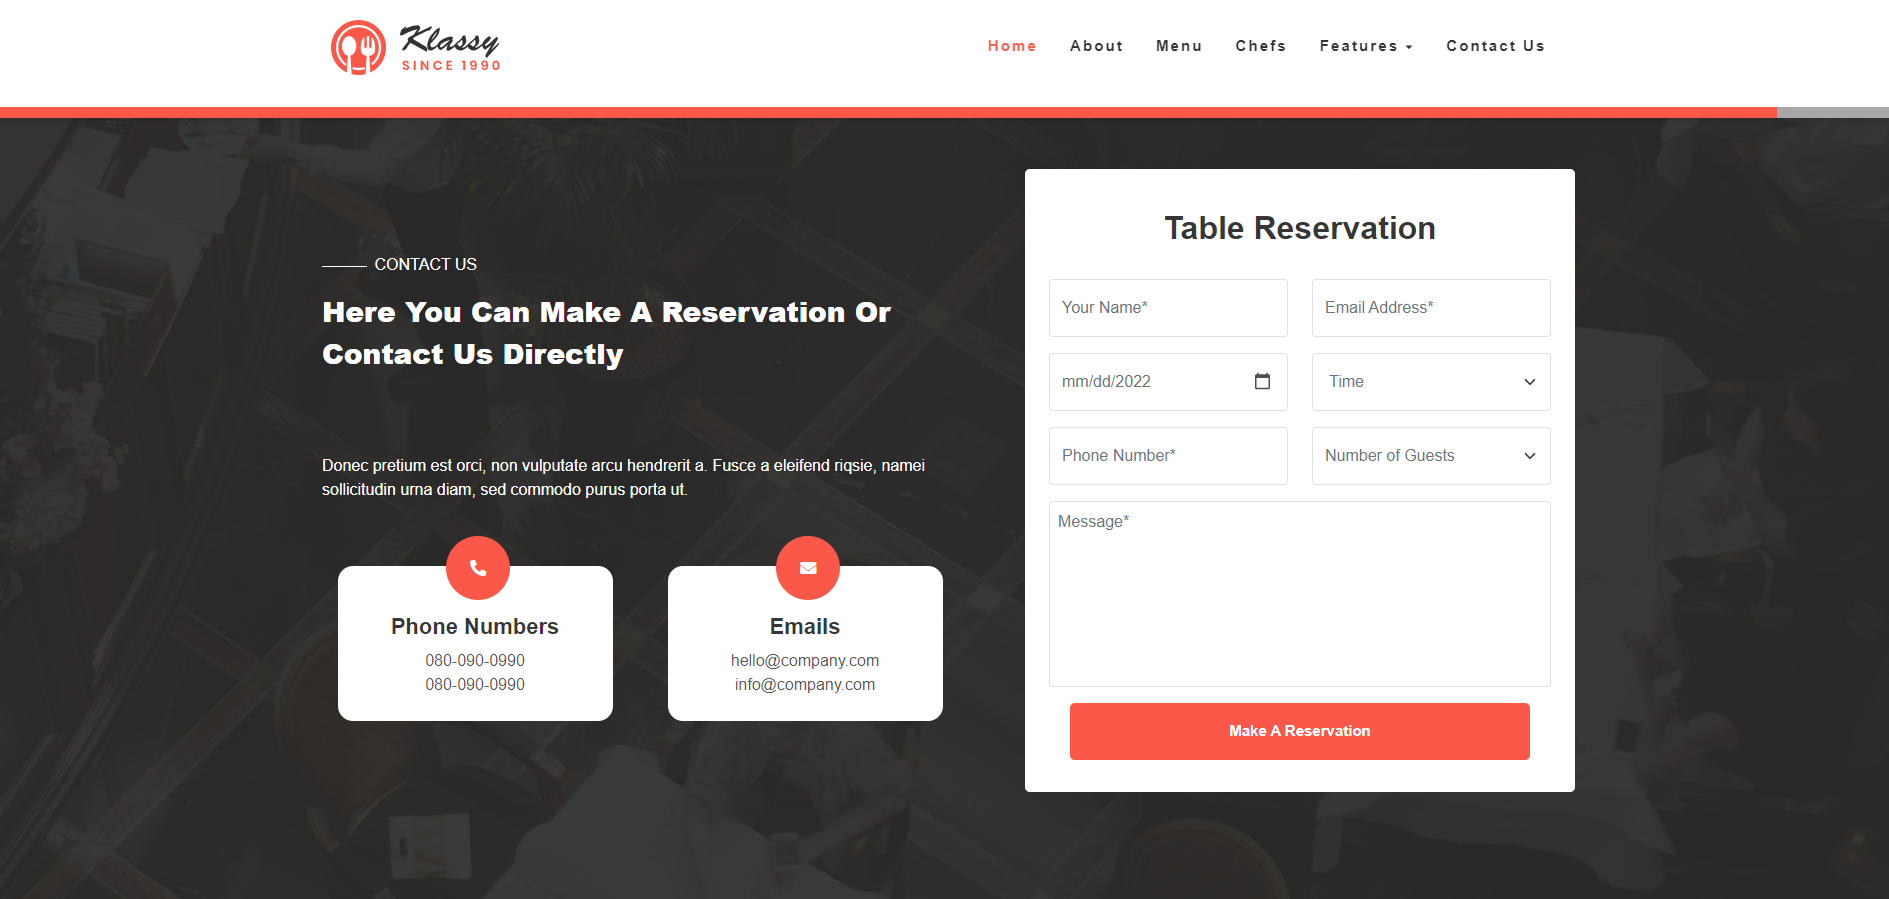 Klassy
SINCE 1990
Home About Menu Chefs Features Contact Us
CONTACT US
Here You Can Make A Reservation Or
Contact Us Directly
Donec pretium est orci, non vulputate arcu hendrerit a. Fusce a eleifend riqsie, namei
sollicitudin urna diam, sed commodo purus porta ut.
Phone Numbers
080-090-0990
080-090-0990
Emails
hello@company.com
info@company.com
Table Reservation
Your Name* Email Address*
mm/dd/2022 Time
Phone Number* Number of Guests
Message*
Make A Reservation